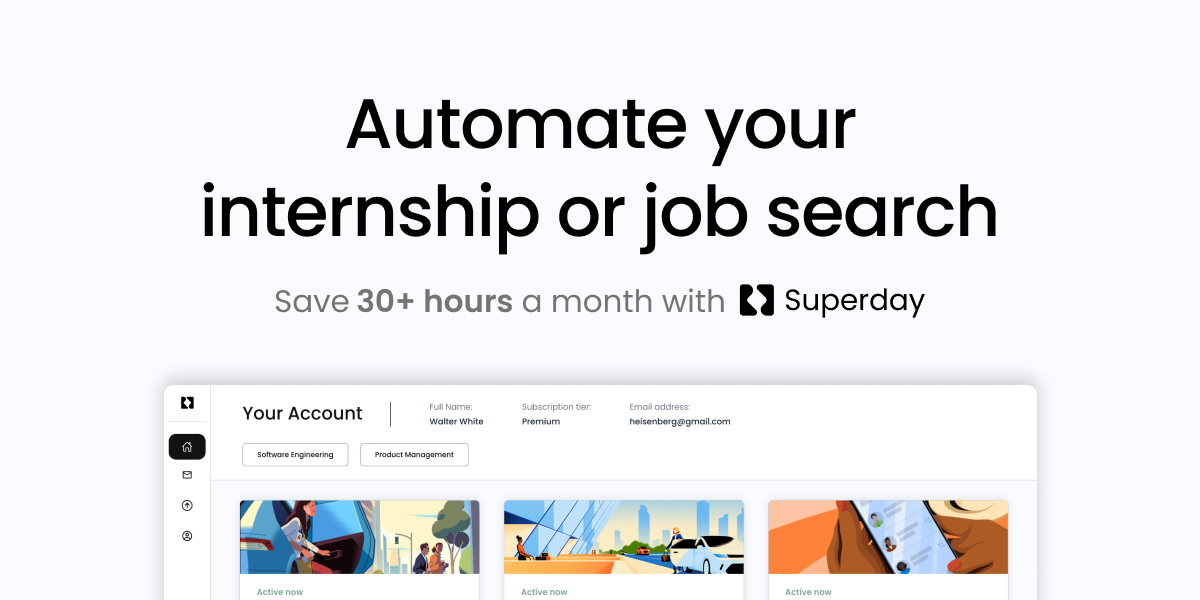 Automate your
internship or job search
Save 30+ hours a month with Superday
Your Account
Full Name:
Walter White
Subscription tier:
Premium
Email address:
heisenberg@gmail.com
Software Engineering
Product Management
Active now
Active now
Active now